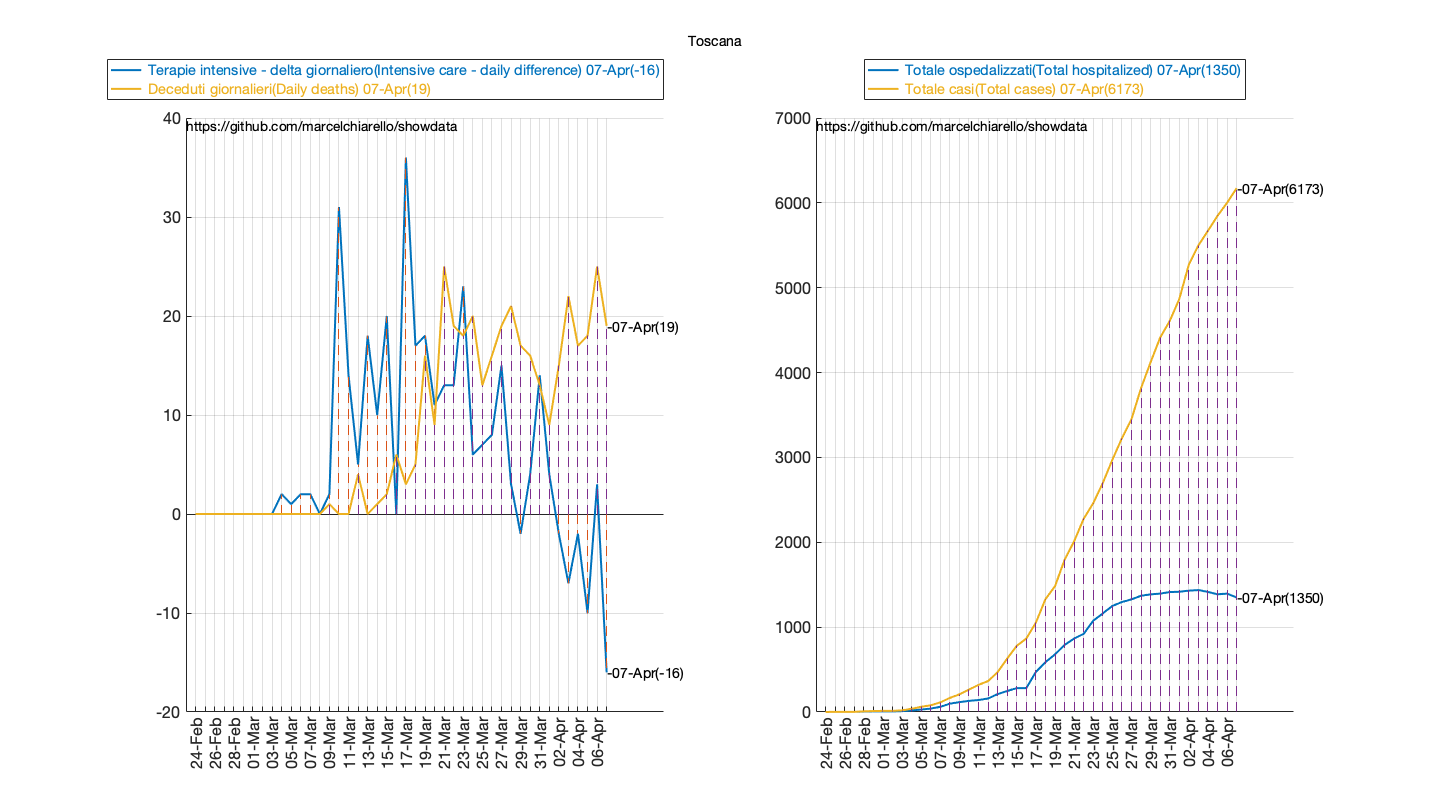 Toscana
Terapie intensive - delta giornaliero(Intensive care - daily difference) 07-Apr(-16)
Deceduti giornalieri(Daily deaths) 07-Apr(19)
https://github.com/marcelchiarello/showdata
40
30
20
10
0
-10
-20
-07-Apr(19)
-07-Apr(-16)
24-Feb
26-Feb
28-Feb
01-Mar
03-Mar
05-Mar
07-Mar
09-Mar
11-Mar
13-Mar
15-Mar
17-Mar
19-Mar
21-Mar
23-Mar
25-Mar
27-Mar
29-Mar
31-Mar
02-Apr
04-Apr
06-Apr
Totale ospedalizzati(Total hospitalized) 07-Apr(1350)
Totale casi(Total cases) 07-Apr(6173)
https://github.com/marcelchiarello/showdata
7000
6000
5000
4000
3000
2000
1000
0
-07-Apr(6173)
-07-Apr(1350)
24-Feb
26-Feb
28-Feb
01-Mar
03-Mar
05-Mar
07-Mar
09-Mar
11-Mar
13-Mar
15-Mar
17-Mar
19-Mar
21-Mar
23-Mar
25-Mar
27-Mar
29-Mar
31-Mar
02-Apr
04-Apr
06-Apr